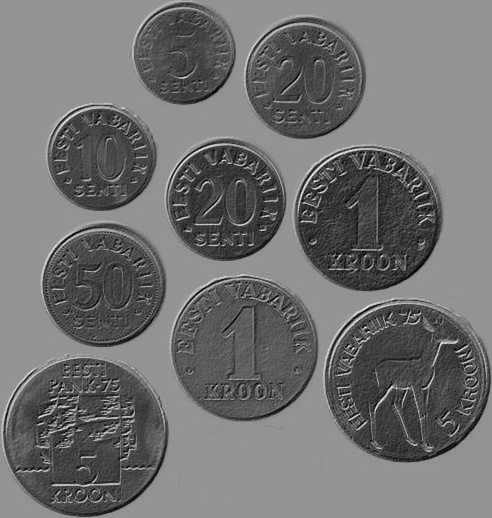 EESTI VABARIIK
5
SENTI
EESTI VABARIIK
20
SENTI
EESTI VABARIIK
10
SENTI
EESTI VABARIIK
20
SENTI
EESTI VABARIIK
1
KROON
EESTI VABARIIK
50
SENTI
EESTI VABARIIK
1
KROON
EESTI VABARIIK '75
5 KROONI
EESTI
PANK·75
5
KROONI